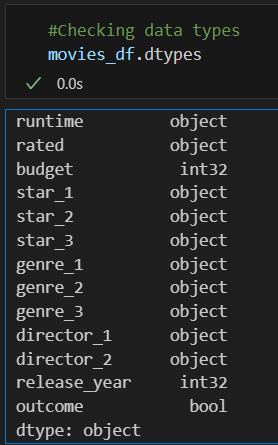 #Checking data types
movies_df.dtypes
0.0s
runtime object
rated object
budget int32
star_1 object
star_2 object
star_3 object
genre_1 object
genre_2 object
genre_3 object
director_1 object
director_2 object
release_year int32
outcome bool
dtype: object